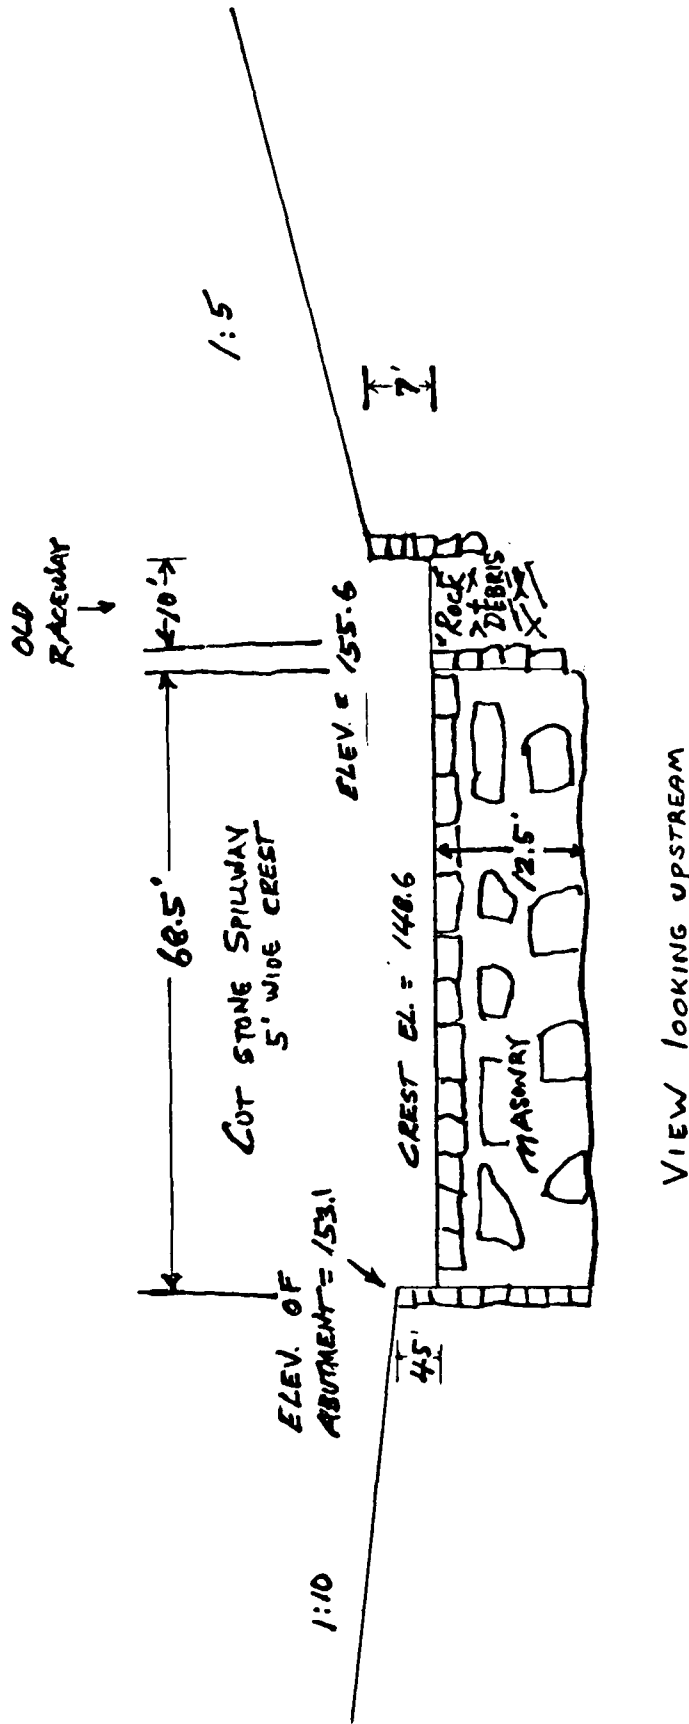 OLD
RACEWAY
68.5'
10'
1:5
CUT STONE SPILLWAY
5' WIDE CREST
ELEV. OF
ABUTMENT = 153.1
ELEV. = 155.6
7'
1:10
CREST EL. = 148.6
4.5'
ROCK
+
DEBRIS
12.5'
MASONRY
VIEW LOOKING UPSTREAM